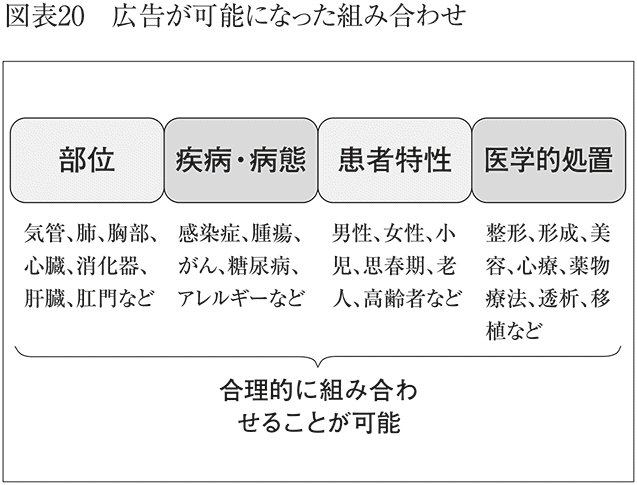 図表20　広告が可能になった組み合わせ
部位
疾病・病態
患者特性
医学的処置
気管、肺、胸部、
心臓、消化器、
肝臓、肛門など
感染症、腫瘍、
がん、糖尿病、
アレルギーなど
男性、女性、小
児、思春期、老
人、高齢者など
整形、形成、美
容、心療、薬物
療法、透析、移
植など
合理的に組み合わ
せることが可能